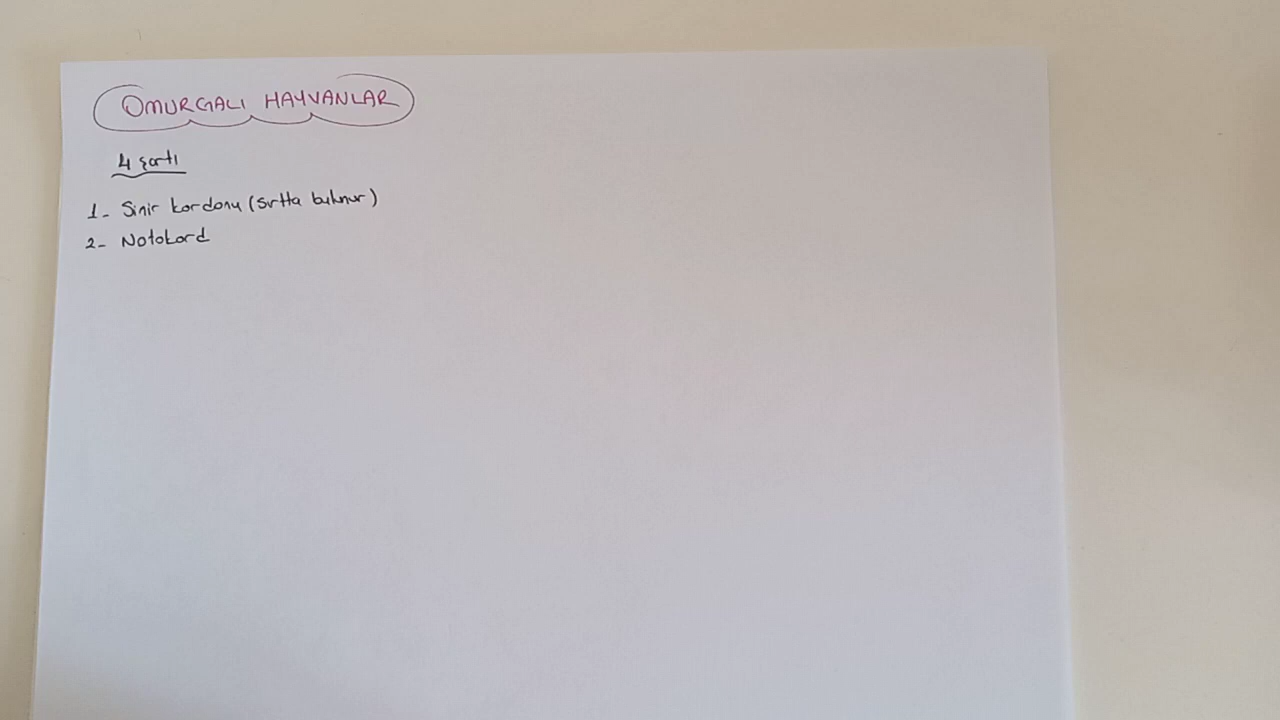 OMURGALI HAYVANLAR
4 şartı
1- Sinir kordonu (sırtta bulunur)
2- Notokord